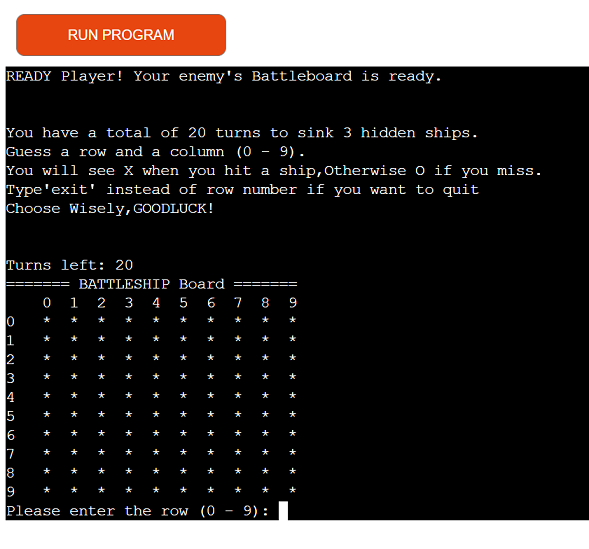 RUN PROGRAM
READY Player! Your enemy's Battleboard is ready.
You have a total of 20 turns to sink 3 hidden ships.
Guess a row and a column (0 - 9).
You will see X when you hit a ship,Otherwise O if you miss.
Type'exit' instead of row number if you want to quit
Choose Wisely,GOODLUCK!
Turns left: 20
======= BATTLESHIP Board =======
0 1 2 3 4 5 6 7 8 9
0 * * * * * * * * * *
1 * * * * * * * * * *
2 * * * * * * * * * *
3 * * * * * * * * * *
4 * * * * * * * * * *
5 * * * * * * * * * *
6 * * * * * * * * * *
7 * * * * * * * * * *
8 * * * * * * * * * *
9 * * * * * * * * * *
Please enter the row (0 - 9):